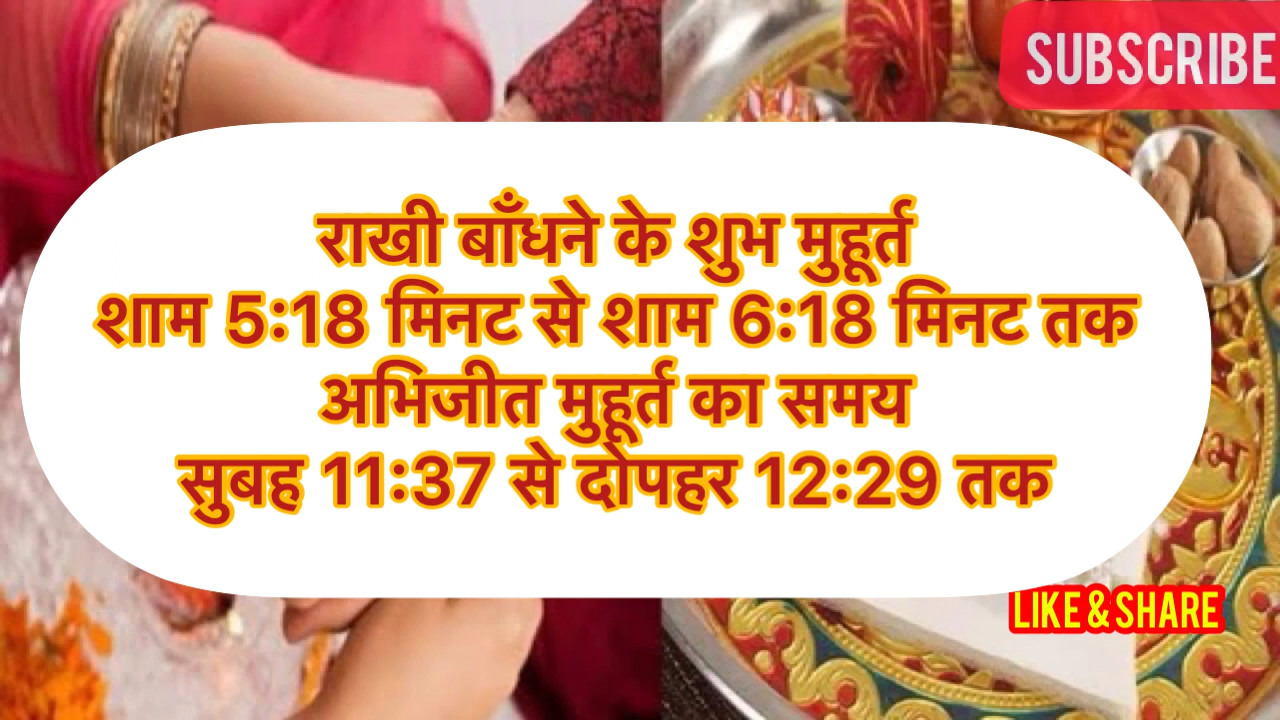 SUBSCRIBE
राखी बाँधने के शुभ मुहूर्त
शाम 5:18 मिनट से शाम 6:18 मिनट तक
अभिजीत मुहूर्त का समय
सुबह 11:37 से दोपहर 12:29 तक
LIKE & SHARE